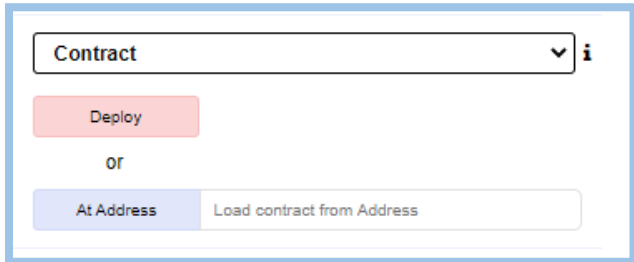 Contract i
Deploy
or
At Address Load contract from Address